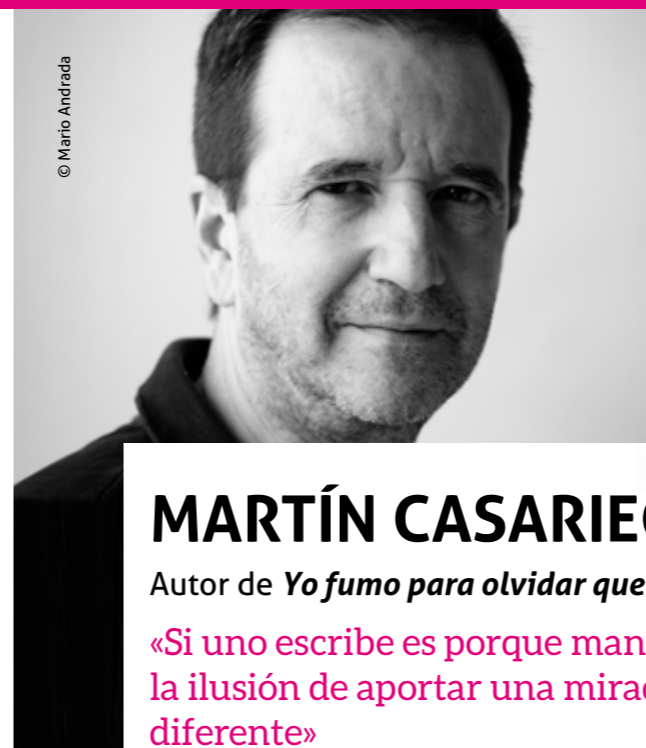 © Mario Andrada
MARTÍN CASARIE
Autor de Yo fumo para olvidar que
«Si uno escribe es porque man
la ilusión de aportar una mira
diferente»